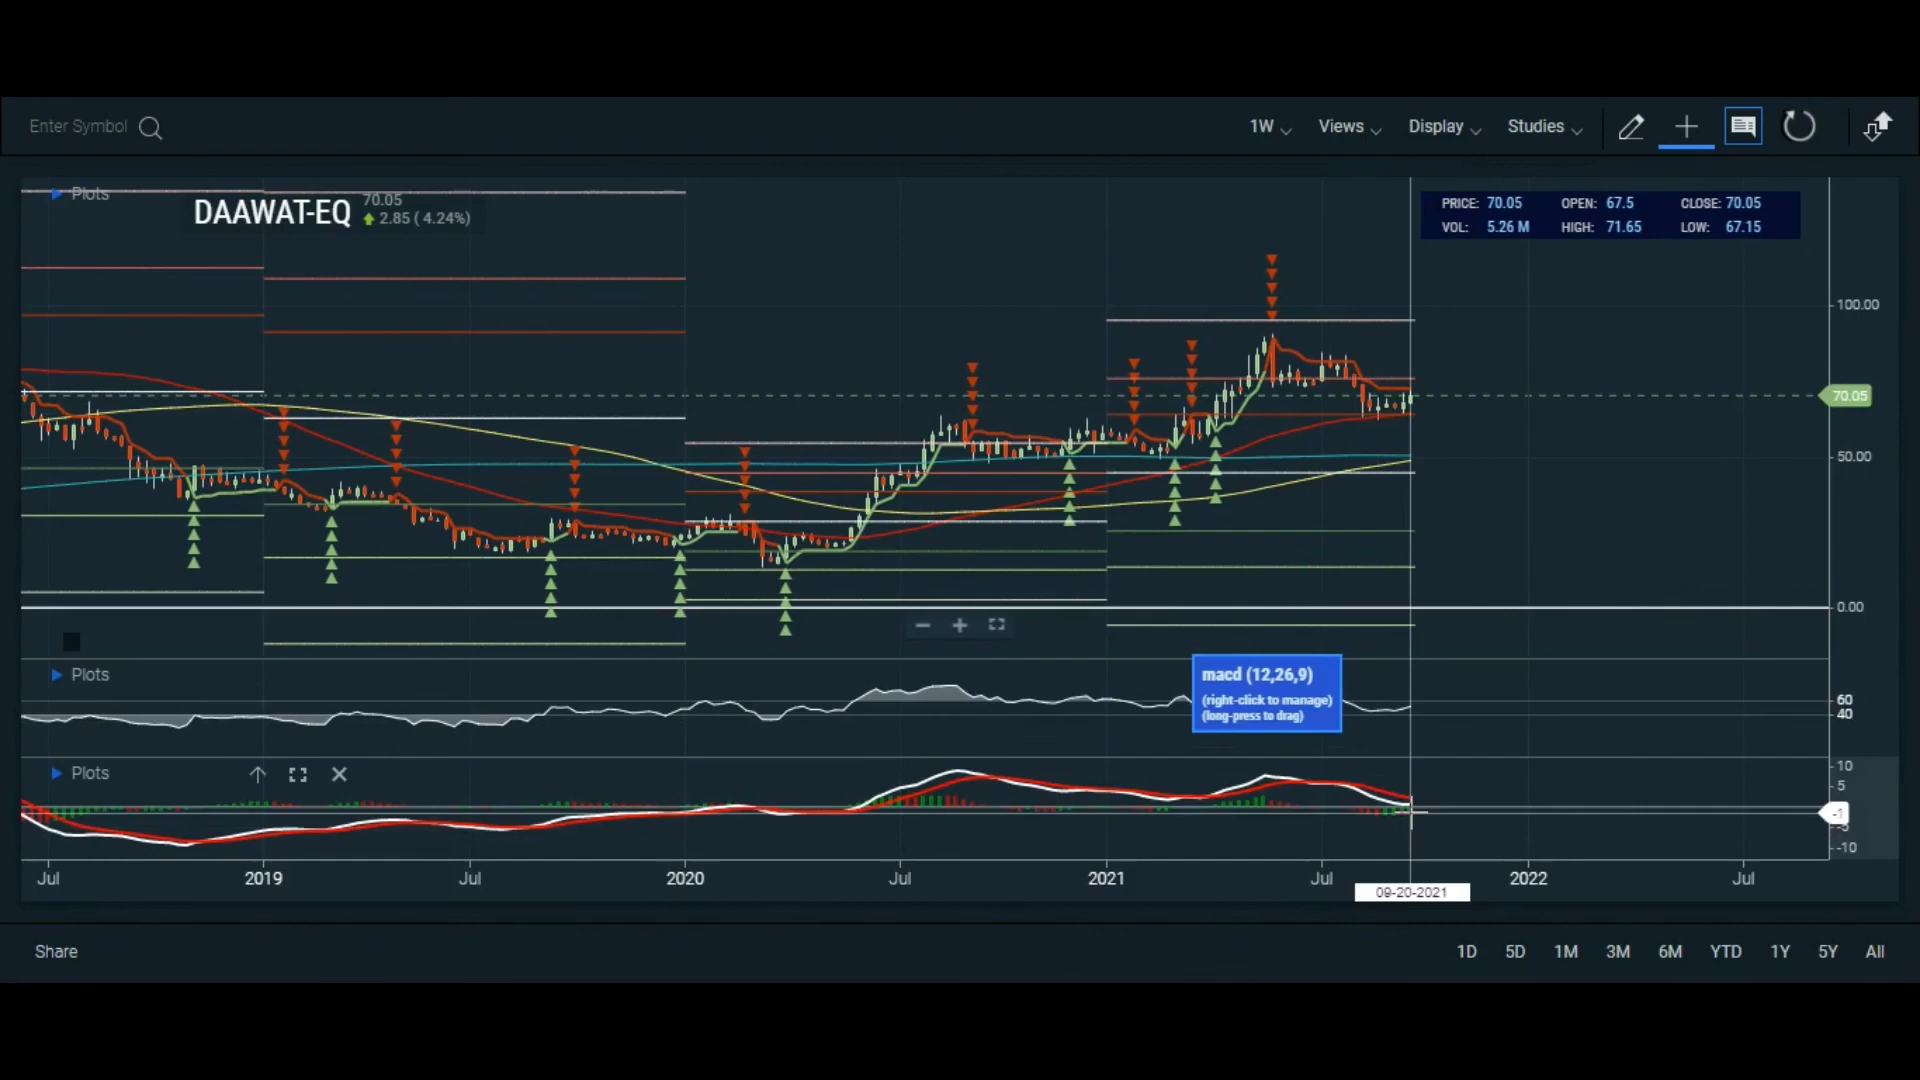 Enter Symbol
1W Views Display Studies
Plots
DAAWAT-EQ 70.05
2.85 ( 4.24%)
PRICE: 70.05 OPEN: 67.5 CLOSE: 70.05
VOL: 5.26 M HIGH: 71.65 LOW: 67.15
100.00
70.05
50.00
0.00
Plots
macd (12,26,9)
(right-click to manage)
(long-press to drag)
60
40
Plots
10
5
-1
-5
-10
Jul 2019 Jul 2020 Jul 2021 Jul 2022 Jul
09-20-2021
Share 1D 5D 1M 3M 6M YTD 1Y 5Y All